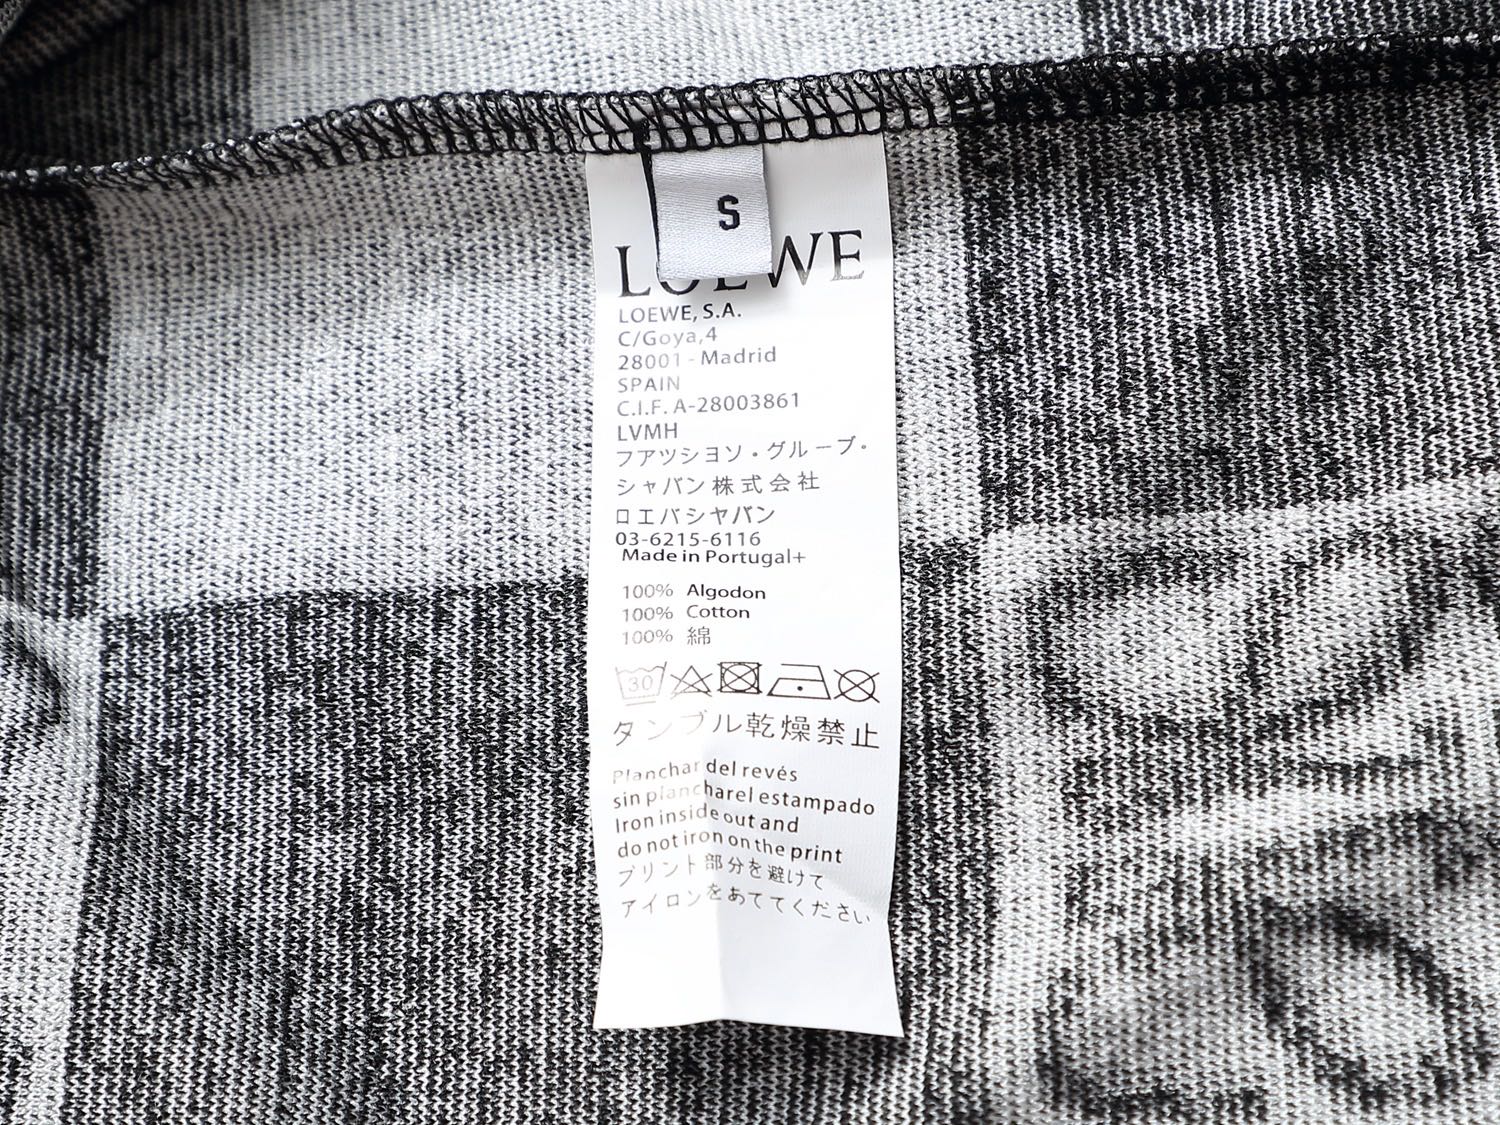 S
LOEWE
LOEWE, S.A.
C/Goya,4
28001 - Madrid
SPAIN
C.I.F. A-28003861
LVMH
フアツシヨソ・グルーブ・
シャバン株式会社
ロエバシヤバン
03-6215-6116
Made in Portugal+
100% Algodon
100% Cotton
100% 綿
30
タンブル乾燥禁止
Planchar del revés
sin plancharel estampado
Iron inside out and
do not iron on the print
プリント部分を避けて
アイロンをあててください